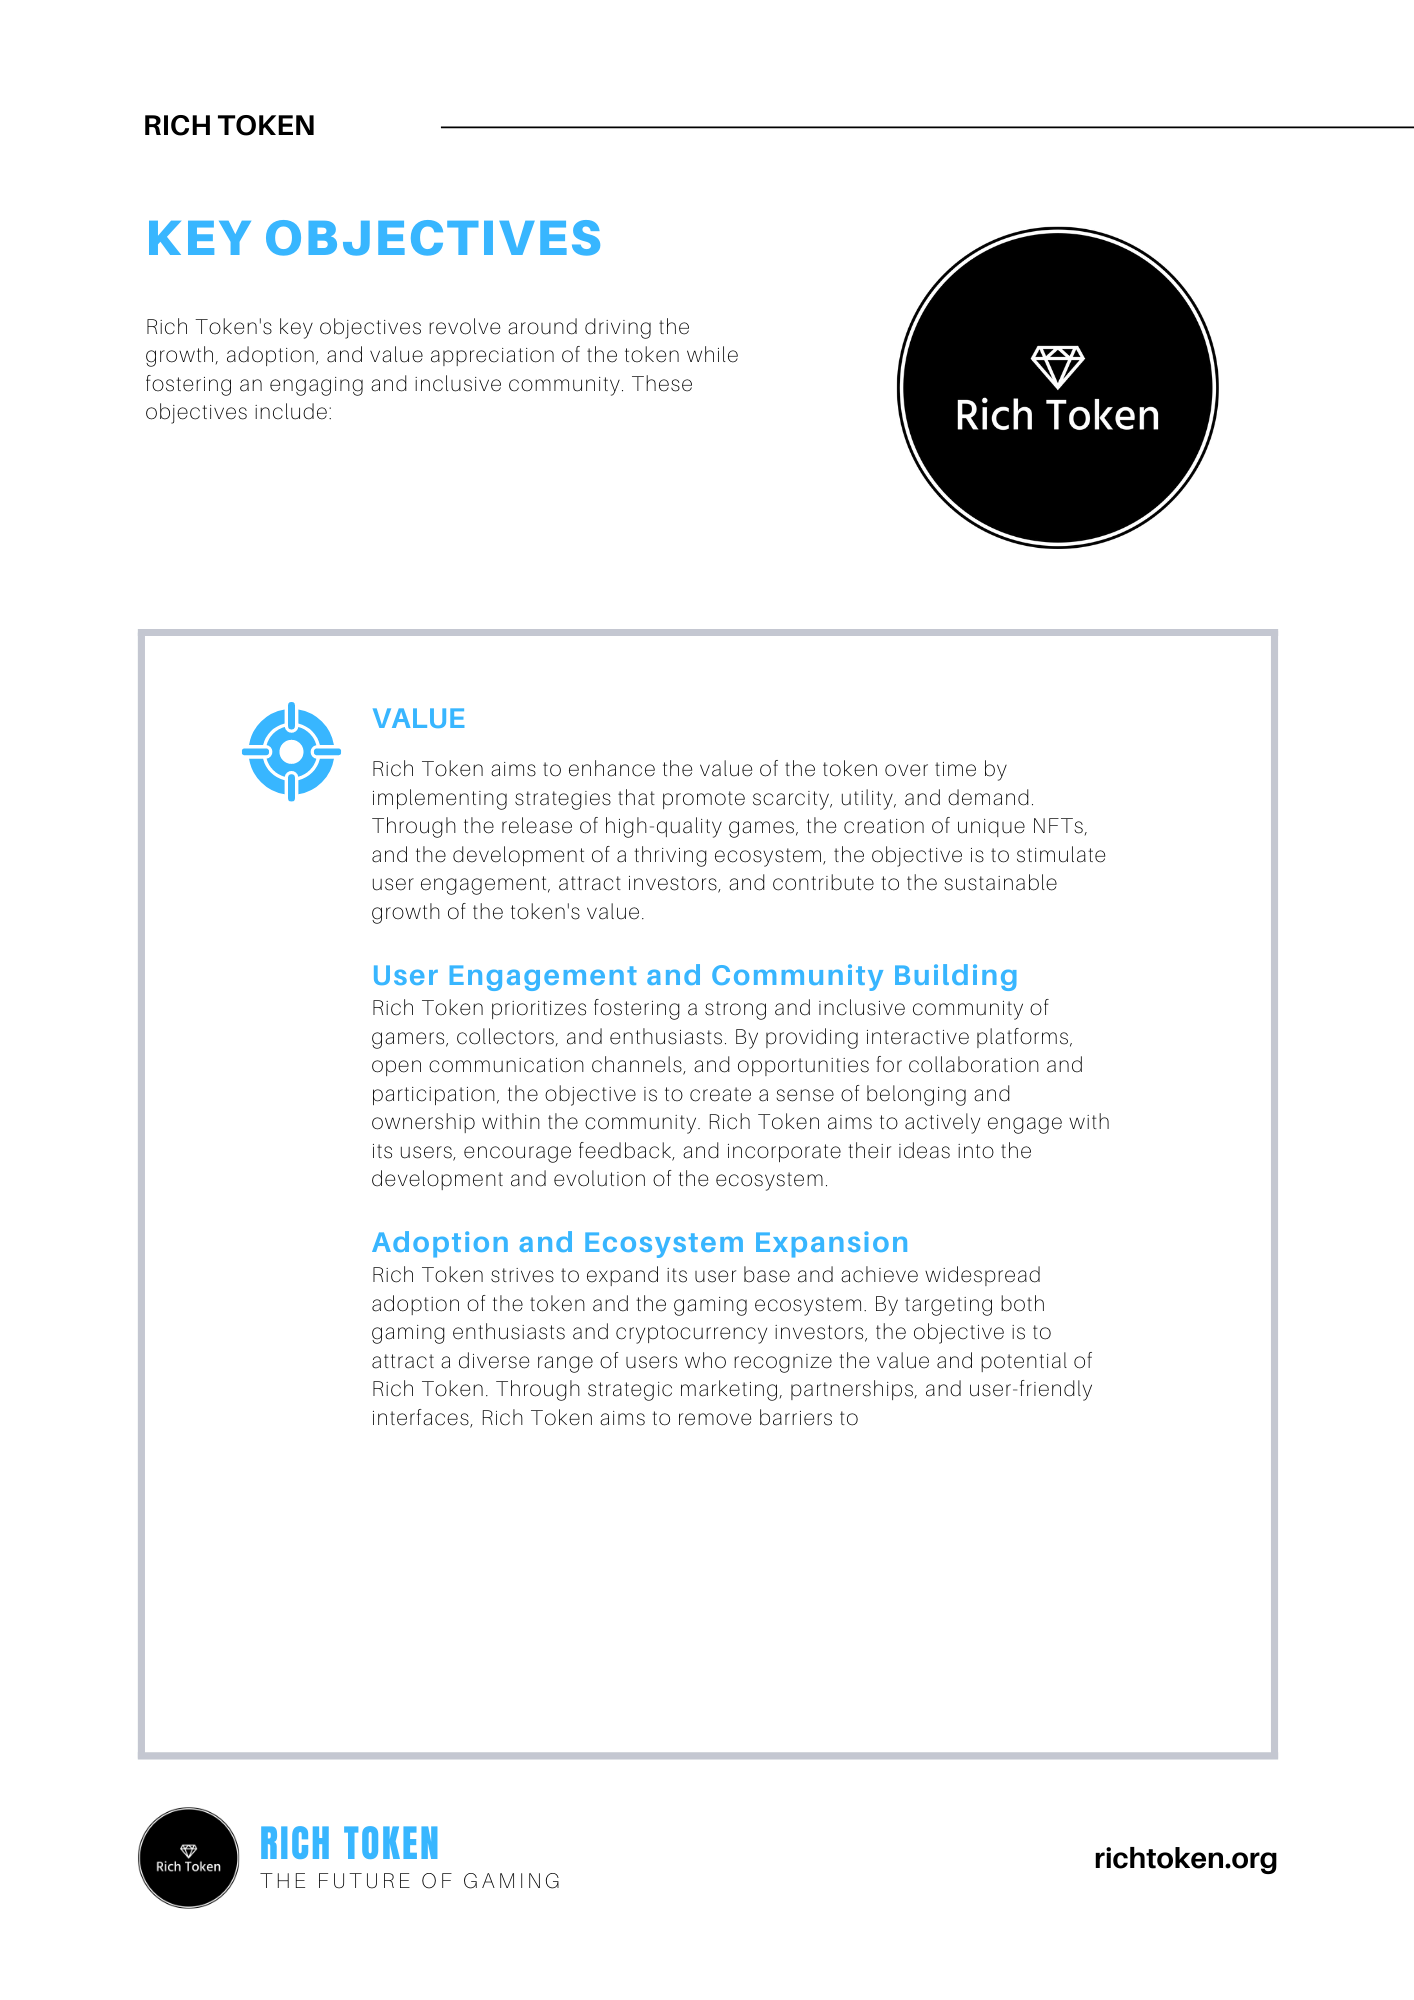 RICH TOKEN
KEY OBJECTIVES
Rich Token's key objectives revolve around driving the
growth, adoption, and value appreciation of the token while
fostering an engaging and inclusive community. These
objectives include:
Rich Token
VALUE
Rich Token aims to enhance the value of the token over time by
implementing strategies that promote scarcity, utility, and demand.
Through the release of high-quality games, the creation of unique NFTs,
and the development of a thriving ecosystem, the objective is to stimulate
user engagement, attract investors, and contribute to the sustainable
growth of the token's value.
User Engagement and Community Building
Rich Token prioritizes fostering a strong and inclusive community of
gamers, collectors, and enthusiasts. By providing interactive platforms,
open communication channels, and opportunities for collaboration and
participation, the objective is to create a sense of belonging and
ownership within the community. Rich Token aims to actively engage with
its users, encourage feedback, and incorporate their ideas into the
development and evolution of the ecosystem.
Adoption and Ecosystem Expansion
Rich Token strives to expand its user base and achieve widespread
adoption of the token and the gaming ecosystem. By targeting both
gaming enthusiasts and cryptocurrency investors, the objective is to
attract a diverse range of users who recognize the value and potential of
Rich Token. Through strategic marketing, partnerships, and user-friendly
interfaces, Rich Token aims to remove barriers to
Rich Token
RICH TOKEN
THE FUTURE OF GAMING
richtoken.org